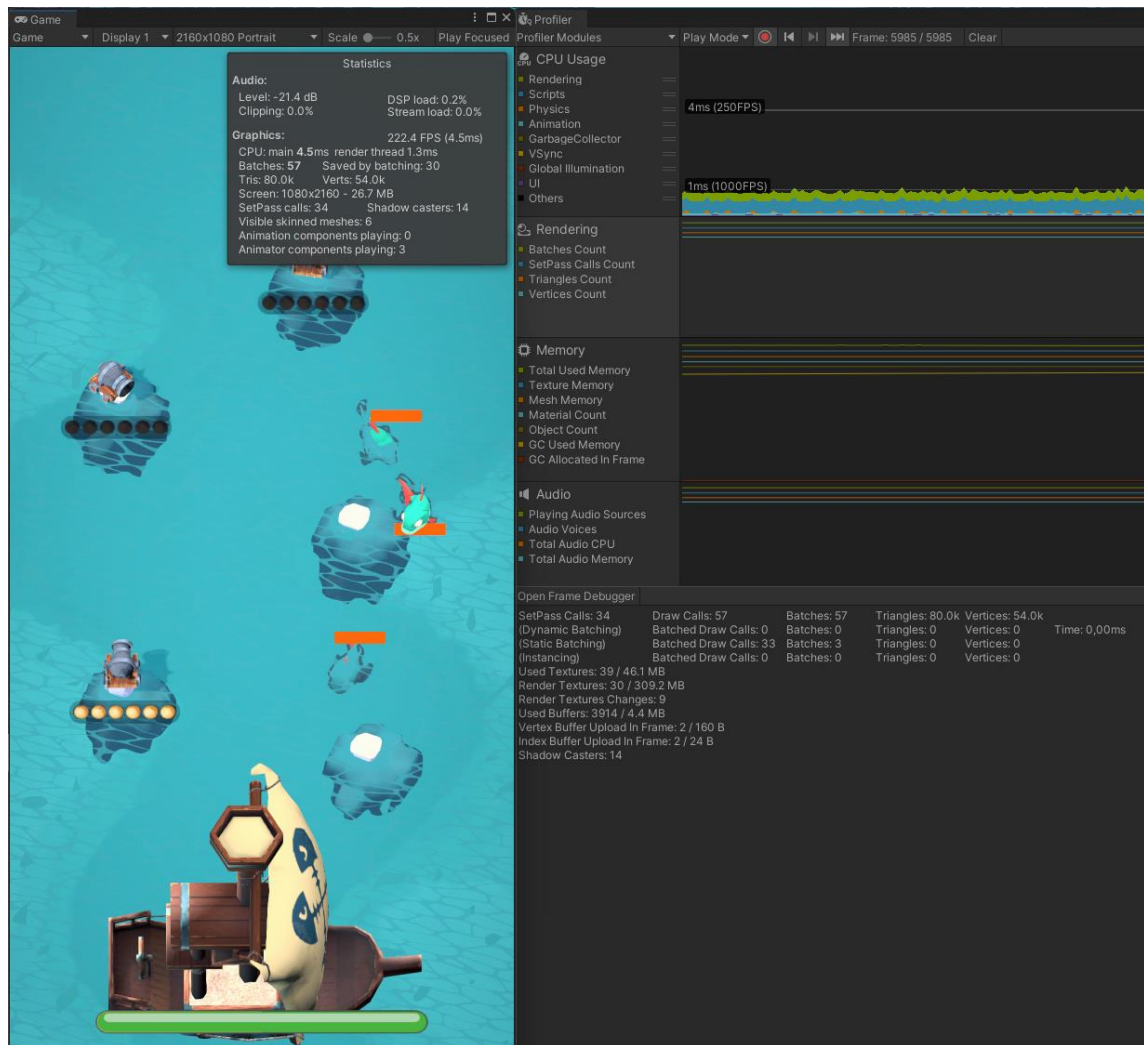 Game
Game Display 1 2160x1080 Portrait Scale 0.5x Play Focused
Statistics
Audio:
Level: -21.4 dB DSP load: 0.2%
Clipping: 0.0% Stream load: 0.0%
Graphics: 222.4 FPS (4.5ms)
CPU: main 4.5ms render thread 1.3ms
Batches: 57 Saved by batching: 30
Tris: 80.0k Verts: 54.0k
Screen: 1080x2160 - 26.7 MB
SetPass calls: 34 Shadow casters: 14
Visible skinned meshes: 6
Animation components playing: 0
Animator components playing: 3
Profiler
Profiler Modules Play Mode Frame: 5985 / 5985 Clear
CPU Usage
Rendering
Scripts
Physics
Animation
GarbageCollector
VSync
Global Illumination
UI
Others
4ms (250FPS)
1ms (1000FPS)
Rendering
Batches Count
SetPass Calls Count
Triangles Count
Vertices Count
Memory
Total Used Memory
Texture Memory
Mesh Memory
Material Count
Object Count
GC Used Memory
GC Allocated In Frame
Audio
Playing Audio Sources
Audio Voices
Total Audio CPU
Total Audio Memory
Open Frame Debugger
SetPass Calls: 34 Draw Calls: 57 Batches: 57 Triangles: 80.0k Vertices: 54.0k
(Dynamic Batching) Batched Draw Calls: 0 Batches: 0 Triangles: 0 Vertices: 0 Time: 0,00ms
(Static Batching) Batched Draw Calls: 33 Batches: 3 Triangles: 0 Vertices: 0
(Instancing) Batched Draw Calls: 0 Batches: 0 Triangles: 0 Vertices: 0
Used Textures: 39 / 46.1 MB
Render Textures: 30 / 309.2 MB
Render Textures Changes: 9
Used Buffers: 3914 / 4.4 MB
Vertex Buffer Upload In Frame: 2 / 160 B
Index Buffer Upload In Frame: 2 / 24 B
Shadow Casters: 14